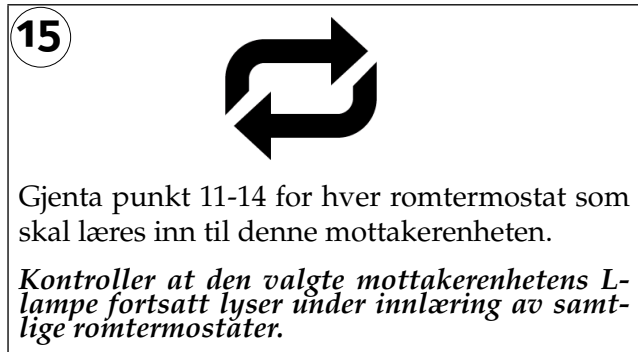 15
Gjenta punkt 11-14 for hver romtermostat som
skal læres inn til denne mottakerenheten.
Kontroller at den valgte mottakerenhetens L-
lampe fortsatt lyser under innlæring av samt-
lige romtermostater.